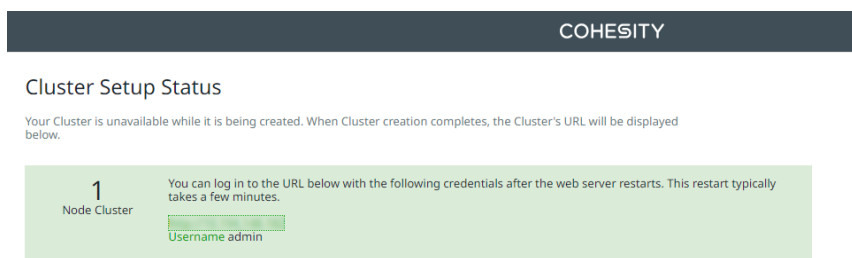 COHESITY
Cluster Setup Status
Your Cluster is unavailable while it is being created. When Cluster creation completes, the Cluster's URL will be displayed
below.
1
Node Cluster
You can log in to the URL below with the following credentials after the web server restarts. This restart typically
takes a few minutes.
Username admin